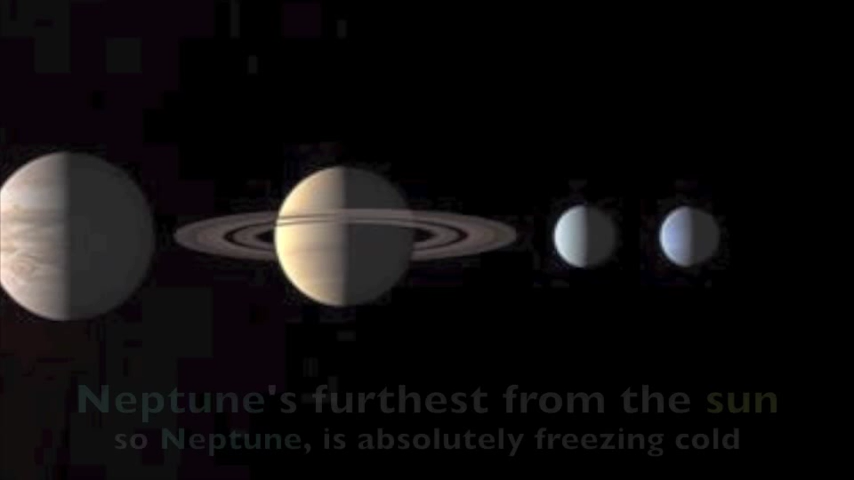 Neptune's furthest from the sun
so Neptune, is absolutely freezing cold